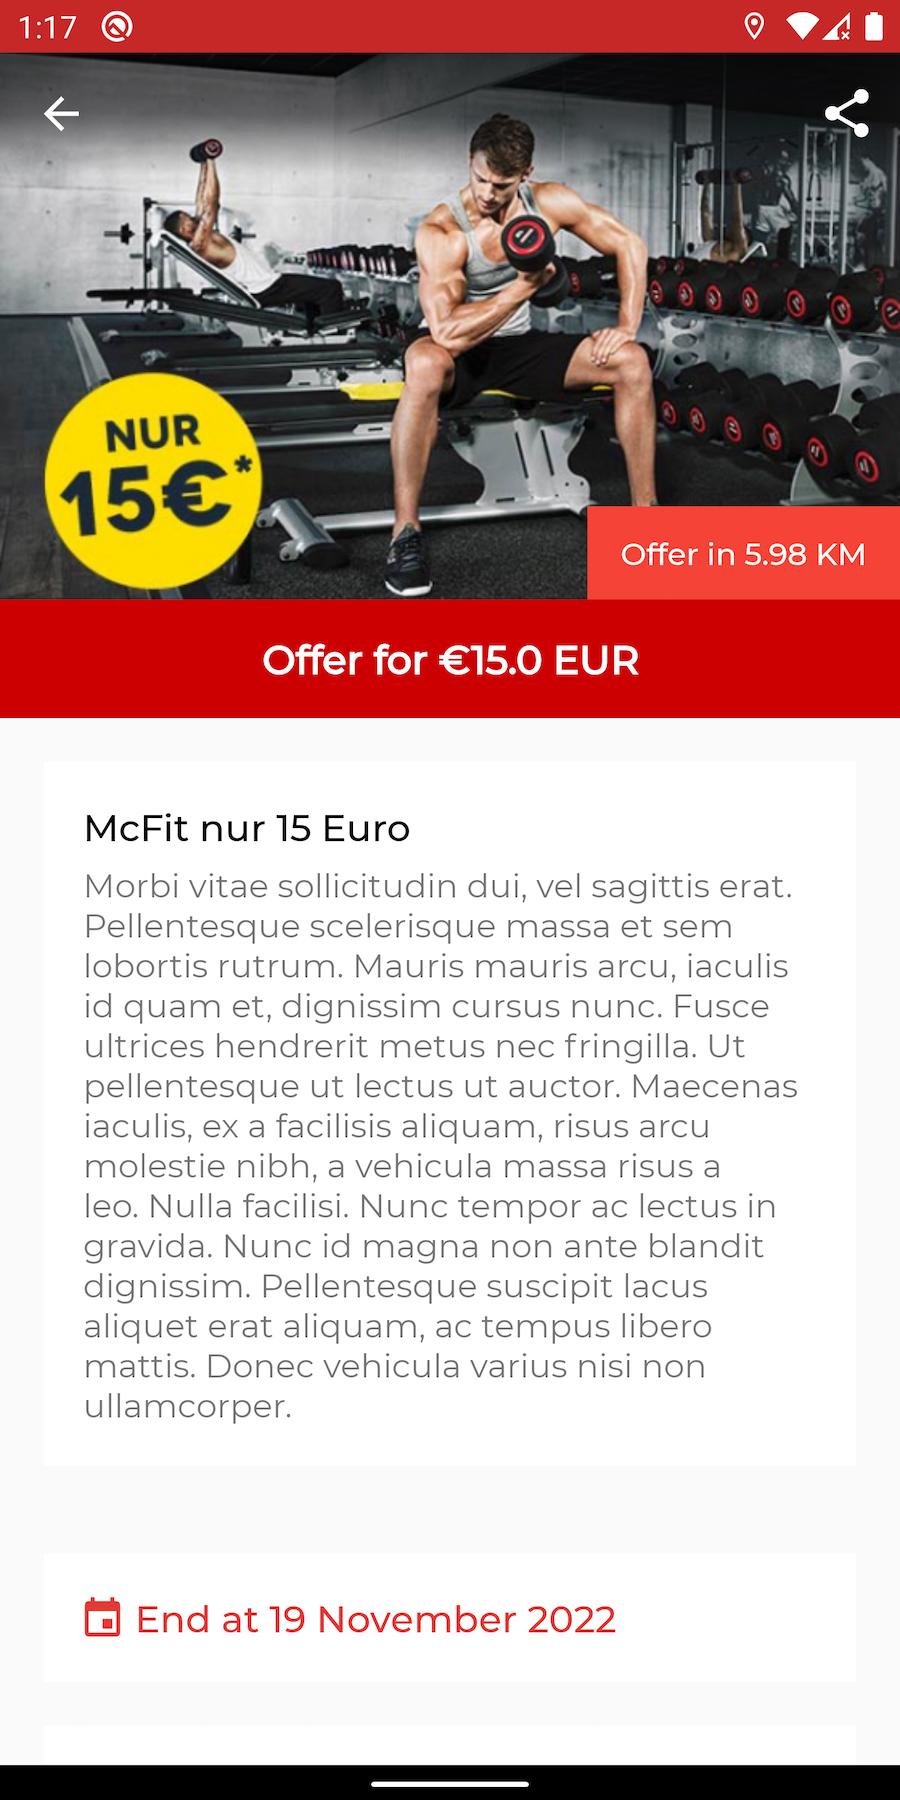 1:17
NUR
15€*
Offer in 5.98 KM
Offer for €15.0 EUR
McFit nur 15 Euro
Morbi vitae sollicitudin dui, vel sagittis erat.
Pellentesque scelerisque massa et sem
lobortis rutrum. Mauris mauris arcu, iaculis
id quam et, dignissim cursus nunc. Fusce
ultrices hendrerit metus nec fringilla. Ut
pellentesque ut lectus ut auctor. Maecenas
iaculis, ex a facilisis aliquam, risus arcu
molestie nibh, a vehicula massa risus a
leo. Nulla facilisi. Nunc tempor ac lectus in
gravida. Nunc id magna non ante blandit
dignissim. Pellentesque suscipit lacus
aliquet erat aliquam, ac tempus libero
mattis. Donec vehicula varius nisi non
ullamcorper.
End at 19 November 2022